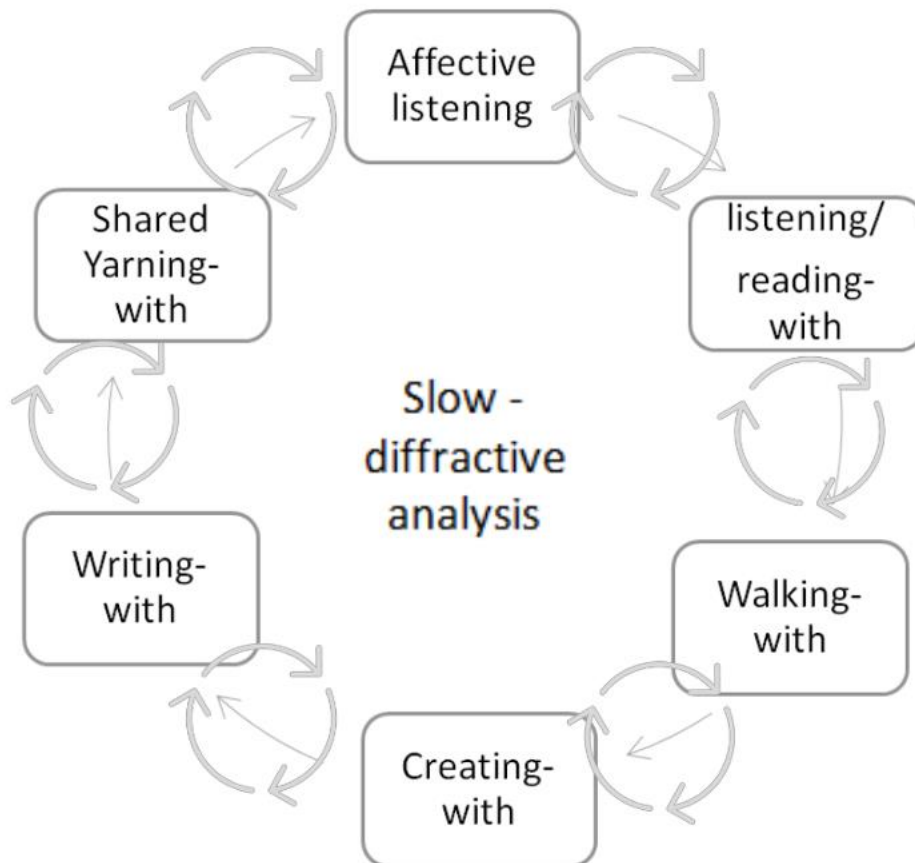 Affective
listening
listening/
reading-
with
Walking-
with
Creating-
with
Writing-
with
Shared
Yarning-
with
Slow -
diffractive
analysis